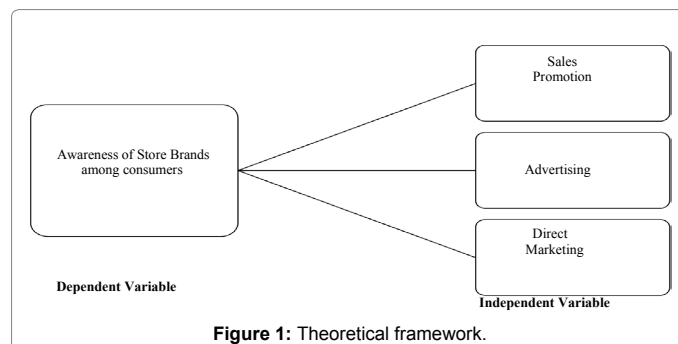 Sales
Promotion
Awareness of Store Brands
among consumers
Advertising
Direct
Marketing
Dependent Variable
Independent Variable
Figure 1: Theoretical framework.